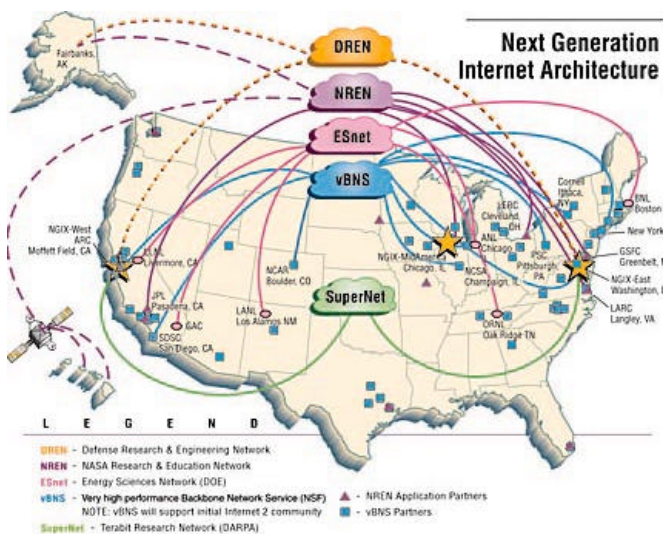 Next Generation
Internet Architecture
Fairbanks,
AK
DREN
NREN
ESnet
vBNS
SuperNet
NGIX-West
ARC
Moffett Field, CA
LLNL
Livermore, CA
JPL
Pasadena, CA
GAC
SDSC
San Diego, CA
NCAR
Boulder, CO
LANL
Los Alamos NM
NGIX-MidAmerica
Chicago, IL
ANL
Chicago
NCSA
Champaign, IL
Cleveland,
OH
PSC
Pittsburgh,
PA
Cornell
Ithaca,
NY
BNL
Boston
New York
GSFC
Greenbelt, M
NGIX-East
Washington,
LARC
Langley, VA
ORNL
Oak Ridge TN
L E G E N D
DREN - Defense Research & Engineering Network
NREN - NASA Research & Education Network
ESnet - Energy Sciences Network (DOE)
vBNS - Very high performance Backbone Network Service (NSF)
NOTE: vBNS will support initial Internet 2 community
SuperNet - Terabit Research Network (DARPA)
- NREN Application Partners
- vBNS Partners